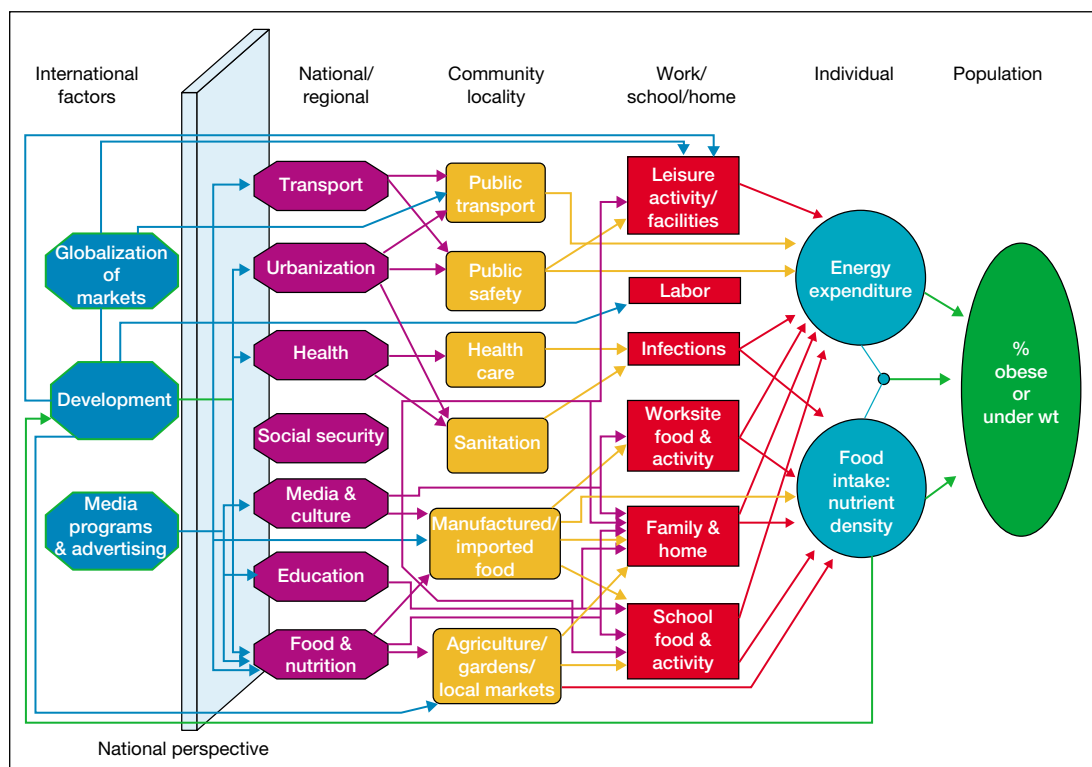 International
factors
National/
regional
Community
locality
Work/
school/home
Individual
Population
Globalization
of
markets
Development
Media
programs
& advertising
Transport
Urbanization
Health
Social security
Media &
culture
Education
Food &
nutrition
Public
transport
Public
safety
Health
care
Sanitation
Manufactured/
imported
food
Agriculture/
gardens/
local markets
Leisure
activity/
facilities
Labor
Infections
Worksite
food &
activity
Family &
home
School
food &
activity
Energy
expenditure
Food
intake:
nutrient
density
%
obese
or
under wt
National perspective